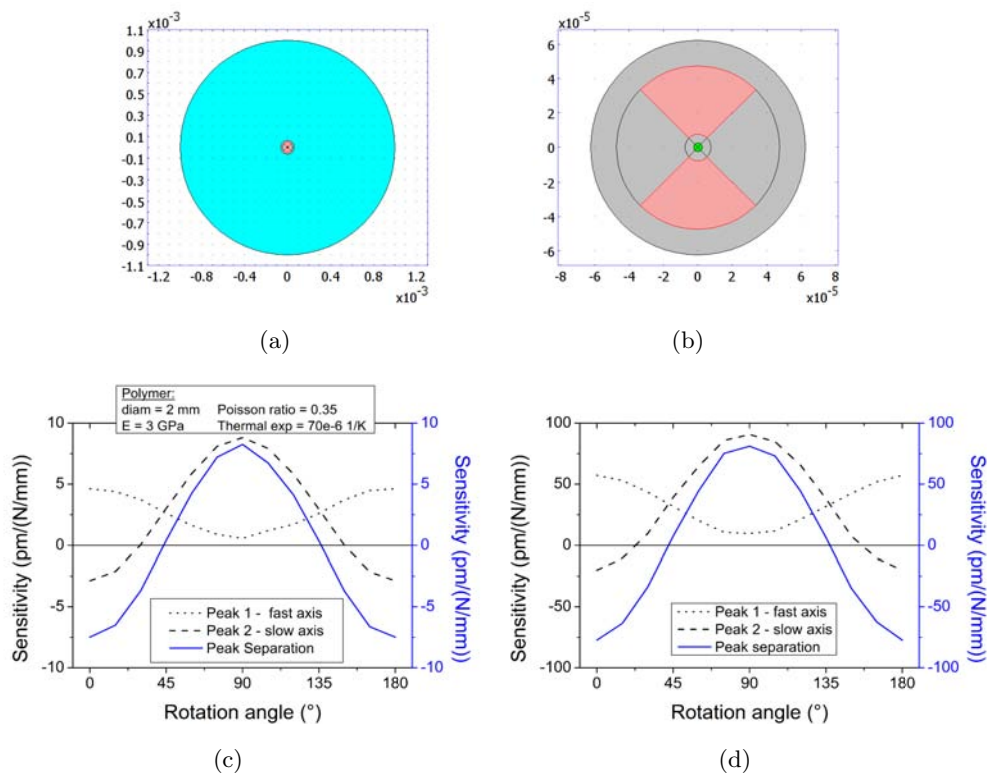 x10⁻³
1.1
0.9
0.7
0.5
0.3
0.1
-0.1
-0.3
-0.5
-0.7
-0.9
-1.1
-1.2 -0.8 -0.4 0 0.4 0.8 1.2
x10⁻³
(a)
x10⁻⁵
6
4
2
0
-2
-4
-6
-8 -6 -4 -2 0 2 4 6 8
x10⁻⁵
(b)
Polymer:
diam = 2 mm Poisson ratio = 0.35
E = 3 GPa Thermal exp = 70e-6 1/K
Sensitivity (pm/(N/mm))
10
5
0
-5
-10
Peak 1 - fast axis
Peak 2 - slow axis
Peak Separation
0 45 90 135 180
Rotation angle (°)
10
5
0
-5
-10
Sensitivity (pm/(N/mm))
(c)
Sensitivity (pm/(N/mm))
100
50
0
-50
-100
Peak 1 - fast axis
Peak 2 - slow axis
Peak separation
0 45 90 135 180
Rotation angle (°)
100
50
0
-50
-100
Sensitivity (pm/(N/mm))
(d)